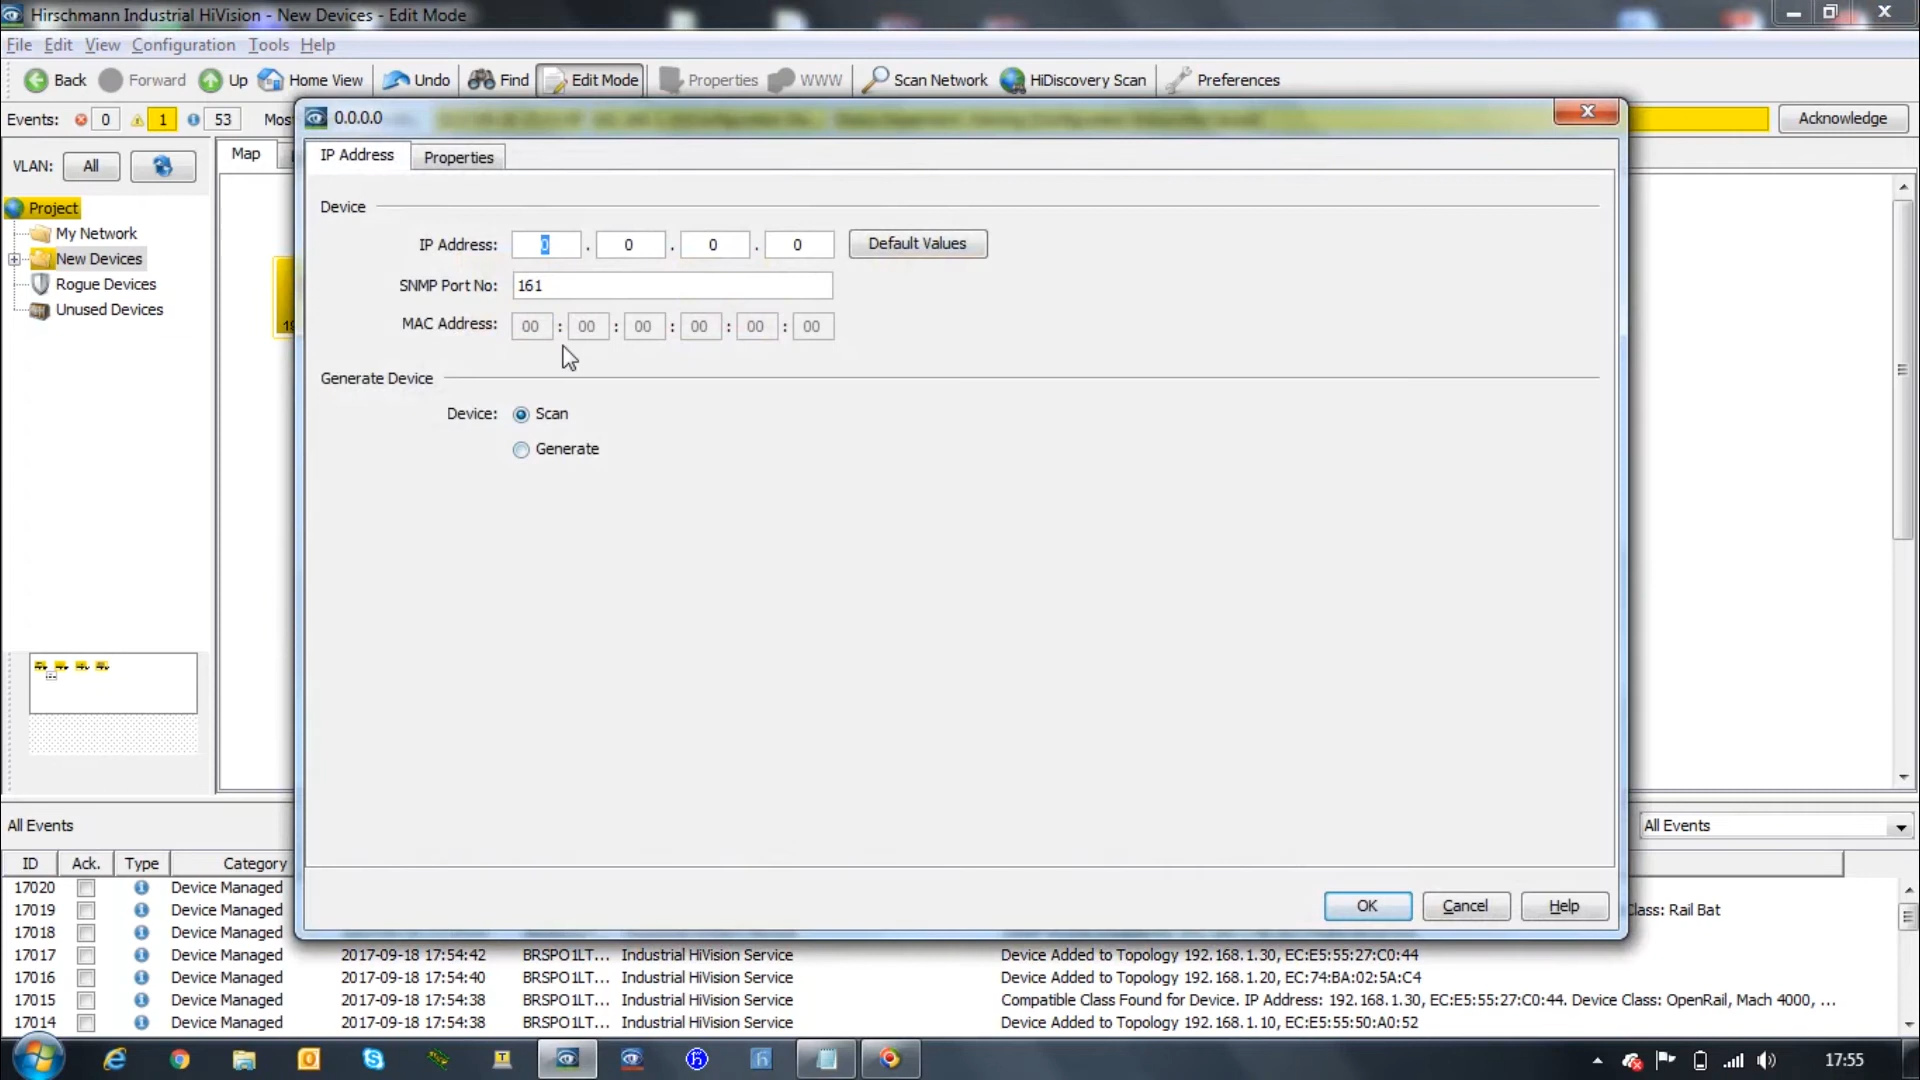 Hirschmann Industrial HiVision - New Devices - Edit Mode
File Edit View Configuration Tools Help
Back Forward Up Home View Undo Find Edit Mode Properties WWW Scan Network HiDiscovery Scan Preferences
Events: 0 1 53 Mos Acknowledge
0.0.0.0
VLAN: All
Map
IP Address Properties
Project
My Network
New Devices
Rogue Devices
Unused Devices
Device
IP Address: 0 . 0 . 0 . 0 Default Values
SNMP Port No: 161
MAC Address: 00 : 00 : 00 : 00 : 00 : 00
Generate Device
Device: Scan
Generate
19
OK Cancel Help
All Events All Events
ID Ack. Type Category
17020 Device Managed
17019 Device Managed Class: Rail Bat
17018 Device Managed
17017 Device Managed 2017-09-18 17:54:42 BRSPO1LT... Industrial HiVision Service Device Added to Topology 192.168.1.30, EC:E5:55:27:C0:44
17016 Device Managed 2017-09-18 17:54:40 BRSPO1LT... Industrial HiVision Service Device Added to Topology 192.168.1.20, EC:74:BA:02:5A:C4
17015 Device Managed 2017-09-18 17:54:38 BRSPO1LT... Industrial HiVision Service Compatible Class Found for Device. IP Address: 192.168.1.30, EC:E5:55:27:C0:44. Device Class: OpenRail, Mach 4000, ...
17014 Device Managed 2017-09-18 17:54:38 BRSPO1LT... Industrial HiVision Service Device Added to Topology 192.168.1.10, EC:E5:55:50:A0:52
17:55